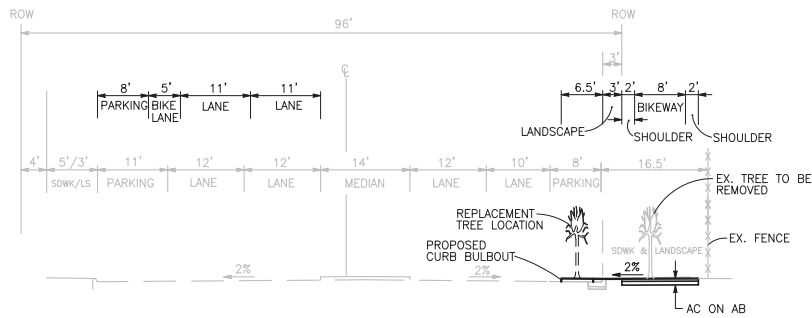 ROW
ROW
96'
3'
℄
8'
5'
11'
11'
PARKING
BIKE
LANE
LANE
LANE
6.5'
3'
2'
8'
2'
BIKEWAY
LANDSCAPE
SHOULDER
SHOULDER
4'
5'/3'
11'
12'
12'
14'
12'
10'
8'
16.5'
SDWK/LS
PARKING
LANE
LANE
MEDIAN
LANE
LANE
PARKING
EX. TREE TO BE
REMOVED
REPLACEMENT
TREE LOCATION
PROPOSED
CURB BULBOUT
SDWK & LANDSCAPE
EX. FENCE
2%
2%
2%
AC ON AB